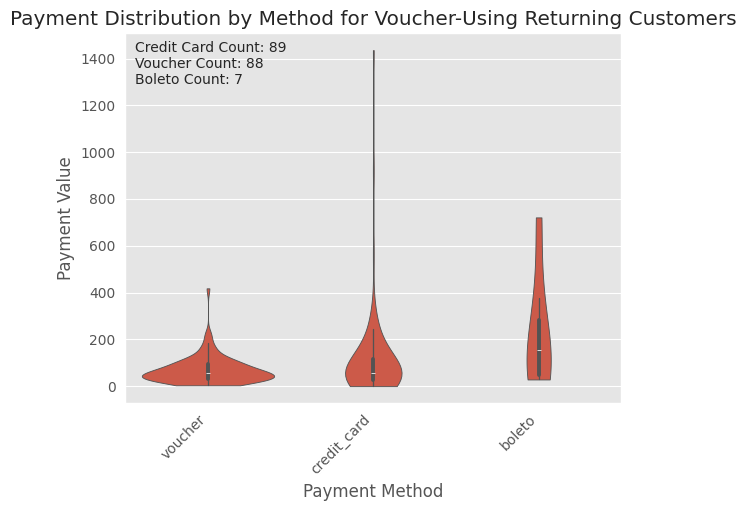 Payment Distribution by Method for Voucher-Using Returning Customers
Credit Card Count: 89
Voucher Count: 88
Boleto Count: 7
1400
1200
1000
800
600
400
200
0
Payment Value
voucher
credit_card
boleto
Payment Method